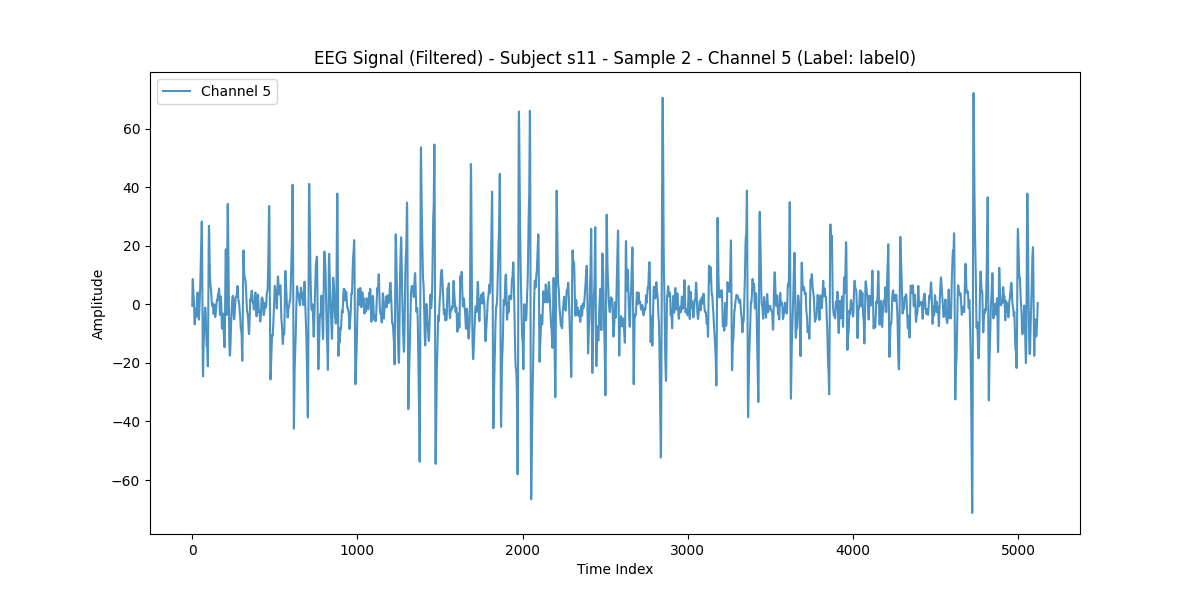 EEG Signal (Filtered) - Subject s11 - Sample 2 - Channel 5 (Label: label0)
Channel 5
60
40
20
0
−20
−40
−60
Amplitude
0 1000 2000 3000 4000 5000
Time Index